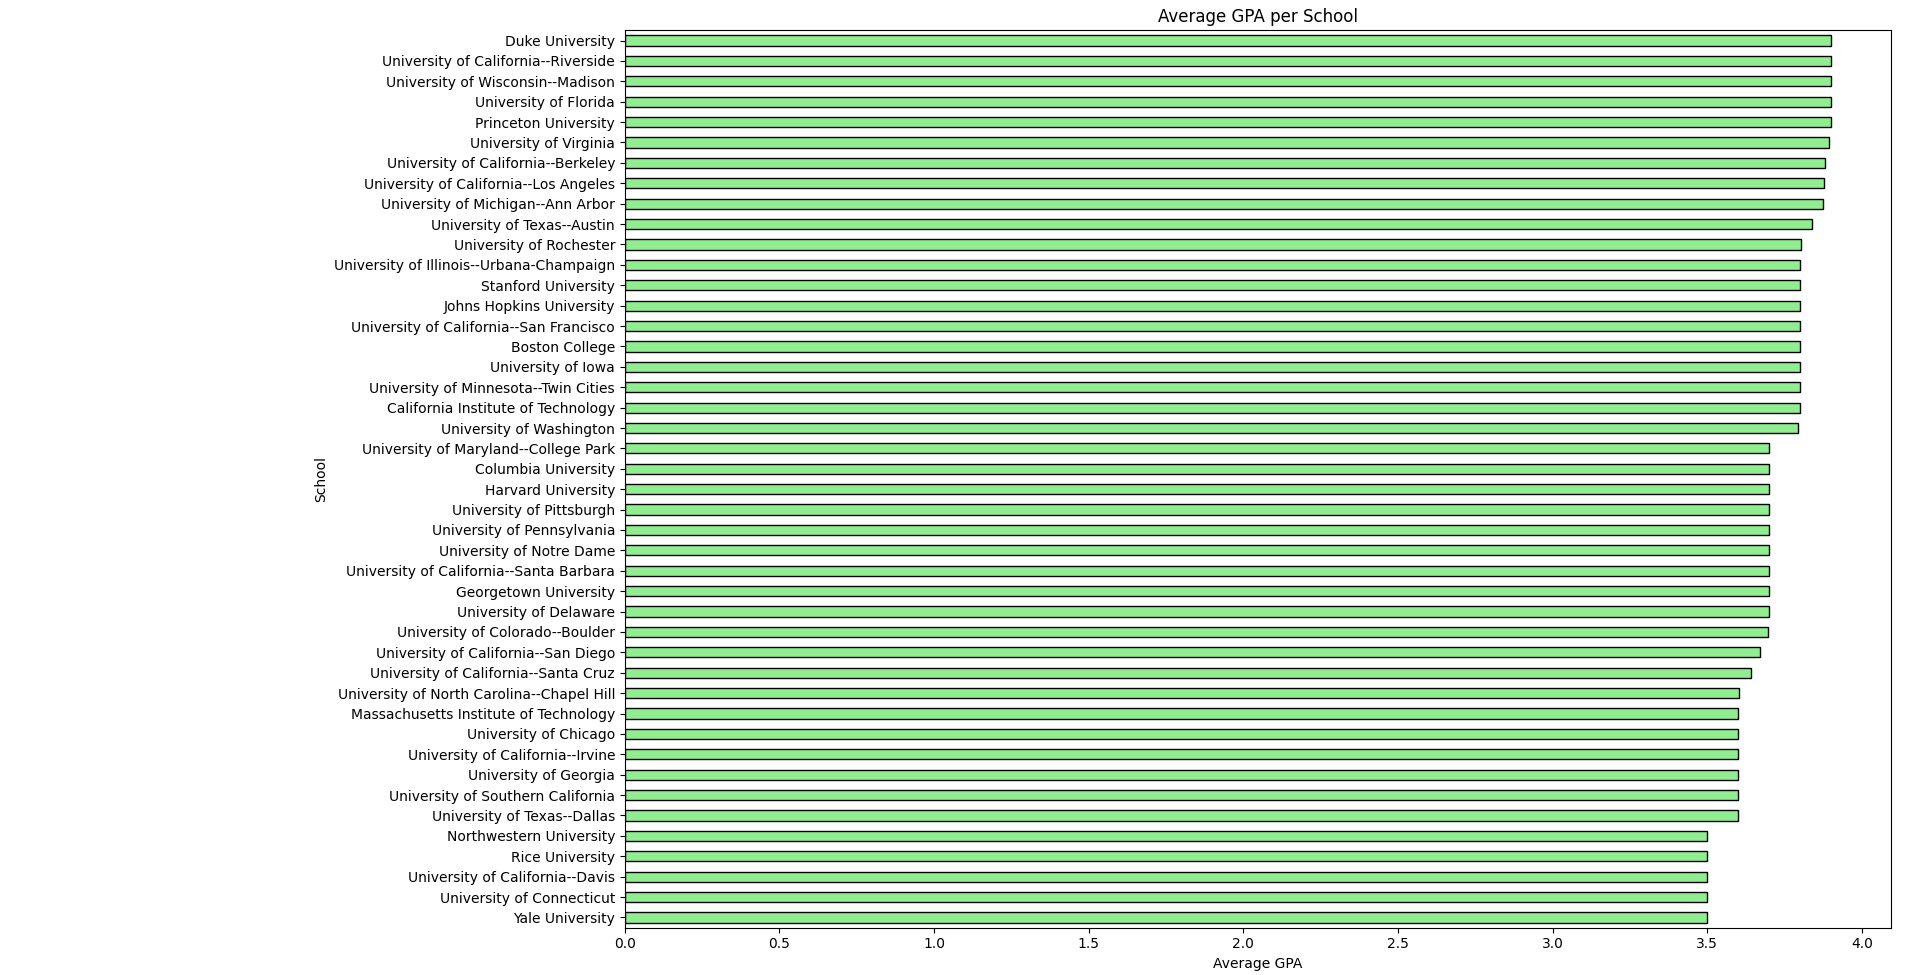 Average GPA per School
Duke University
University of California--Riverside
University of Wisconsin--Madison
University of Florida
Princeton University
University of Virginia
University of California--Berkeley
University of California--Los Angeles
University of Michigan--Ann Arbor
University of Texas--Austin
University of Rochester
University of Illinois--Urbana-Champaign
Stanford University
Johns Hopkins University
University of California--San Francisco
Boston College
University of Iowa
University of Minnesota--Twin Cities
California Institute of Technology
University of Washington
University of Maryland--College Park
Columbia University
Harvard University
University of Pittsburgh
University of Pennsylvania
University of Notre Dame
University of California--Santa Barbara
Georgetown University
University of Delaware
University of Colorado--Boulder
University of California--San Diego
University of California--Santa Cruz
University of North Carolina--Chapel Hill
Massachusetts Institute of Technology
University of Chicago
University of California--Irvine
University of Georgia
University of Southern California
University of Texas--Dallas
Northwestern University
Rice University
University of California--Davis
University of Connecticut
Yale University
School
0.0 0.5 1.0 1.5 2.0 2.5 3.0 3.5 4.0
Average GPA